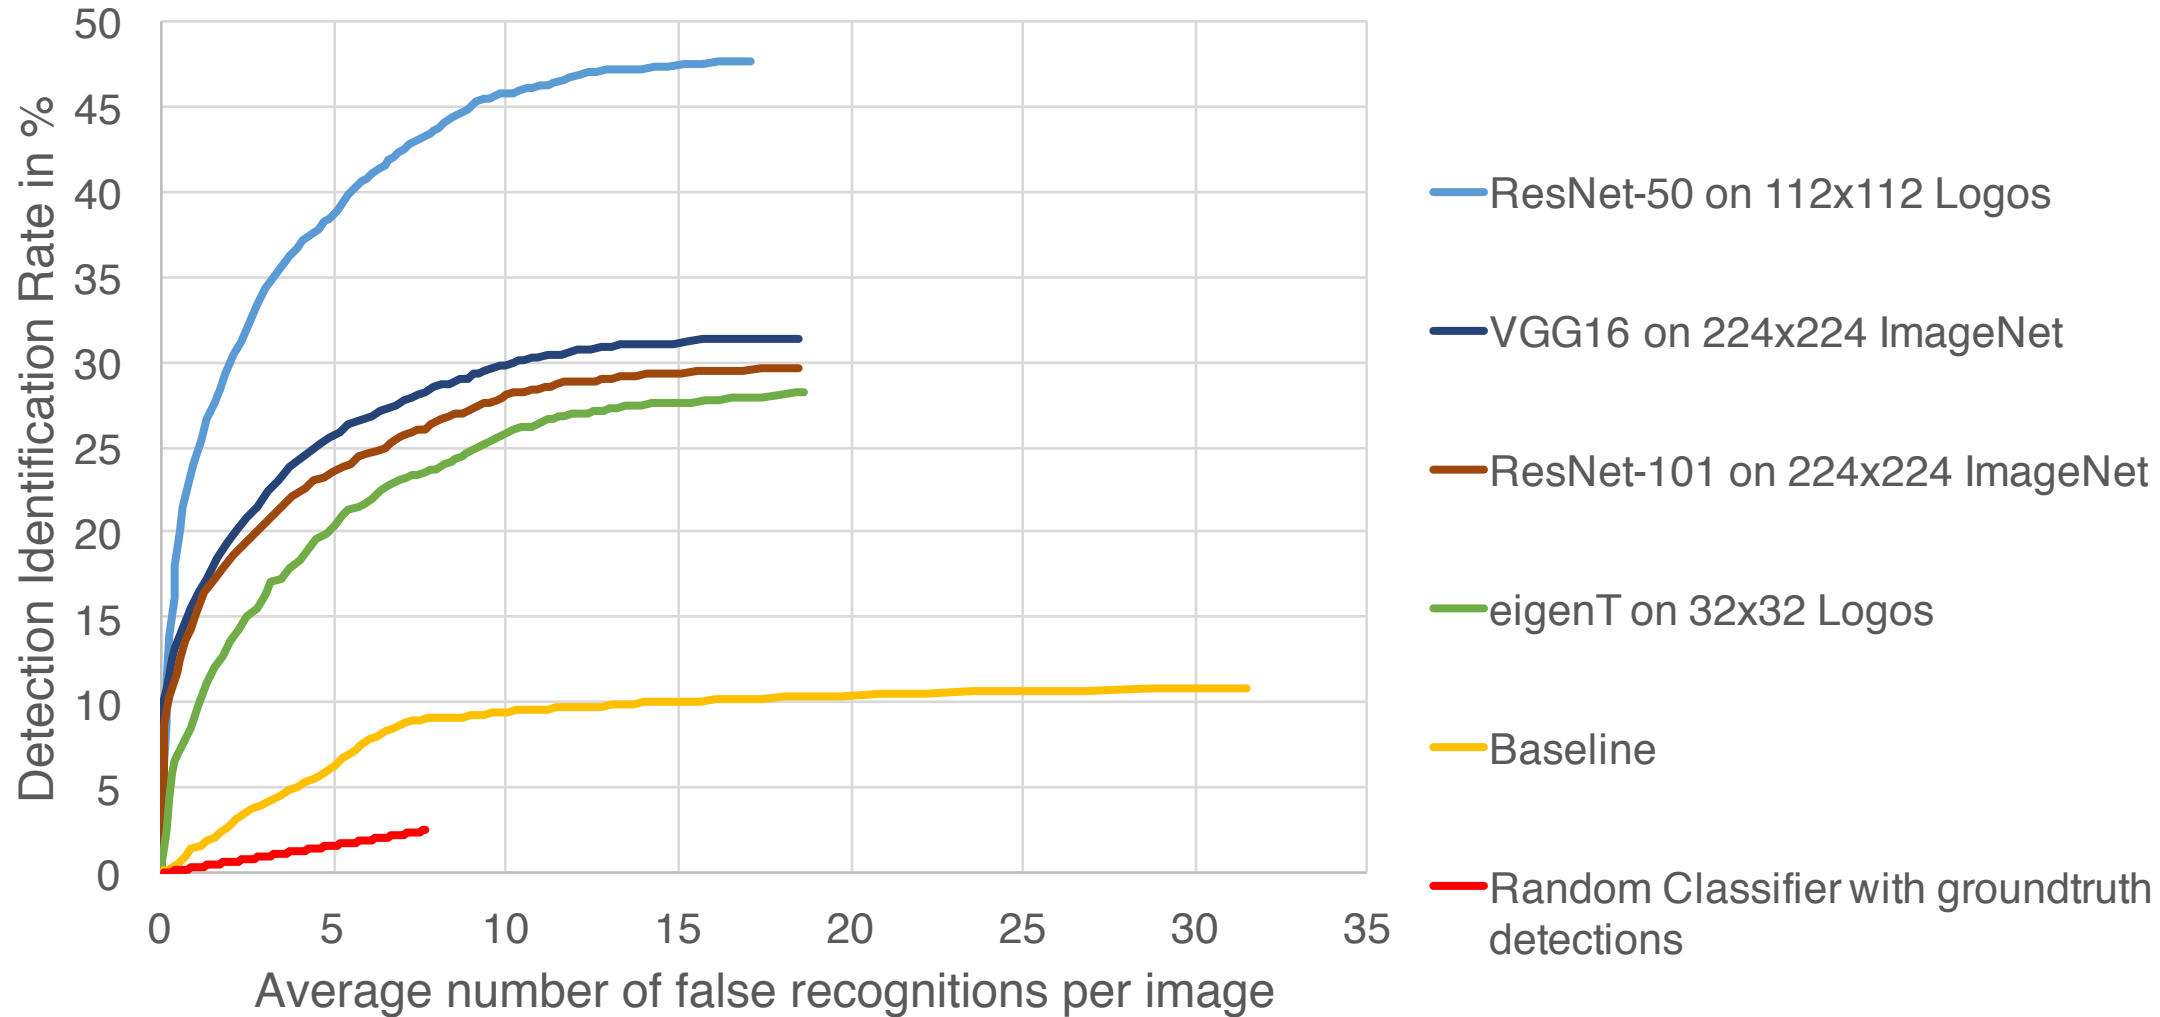 50
45
40
35
30
25
20
15
10
5
0
Detection Identification Rate in %
0 5 10 15 20 25 30 35
Average number of false recognitions per image
ResNet-50 on 112x112 Logos
VGG16 on 224x224 ImageNet
ResNet-101 on 224x224 ImageNet
eigenT on 32x32 Logos
Baseline
Random Classifier with groundtruth
detections